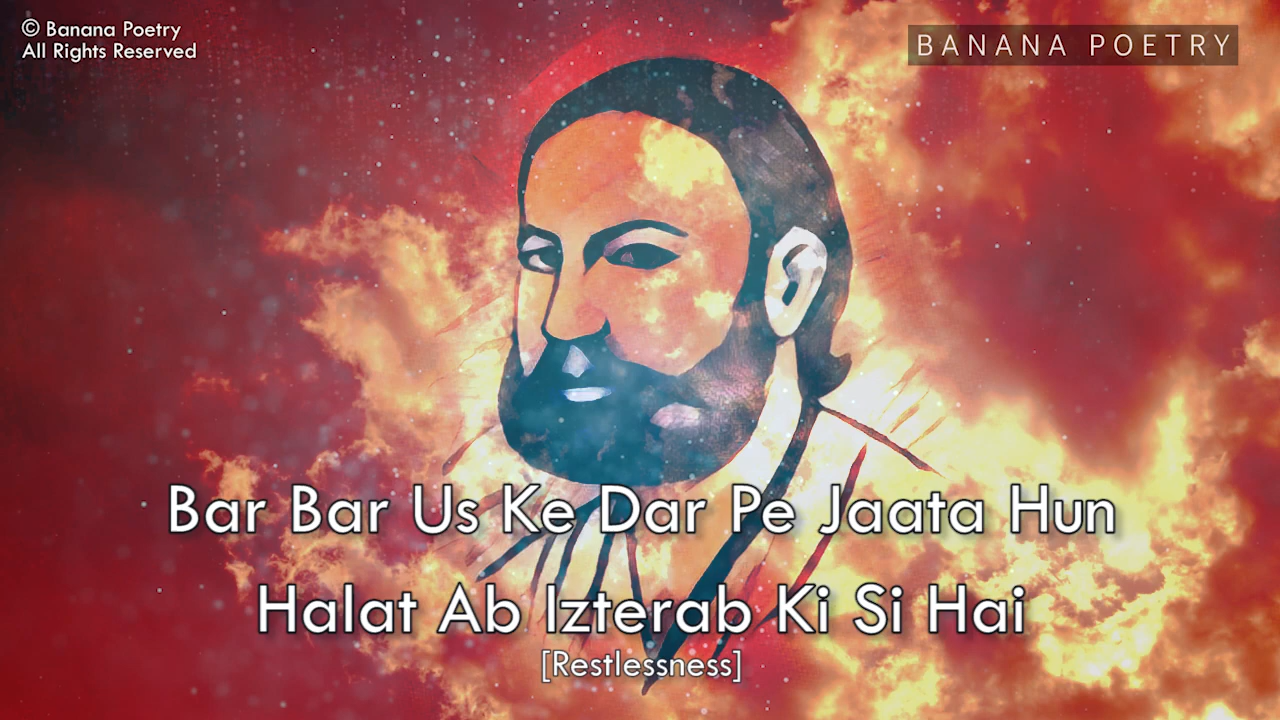 © Banana Poetry
All Rights Reserved
BANANA POETRY
Bar Bar Us Ke Dar Pe Jaata Hun
Halat Ab Izterab Ki Si Hai
[Restlessness]